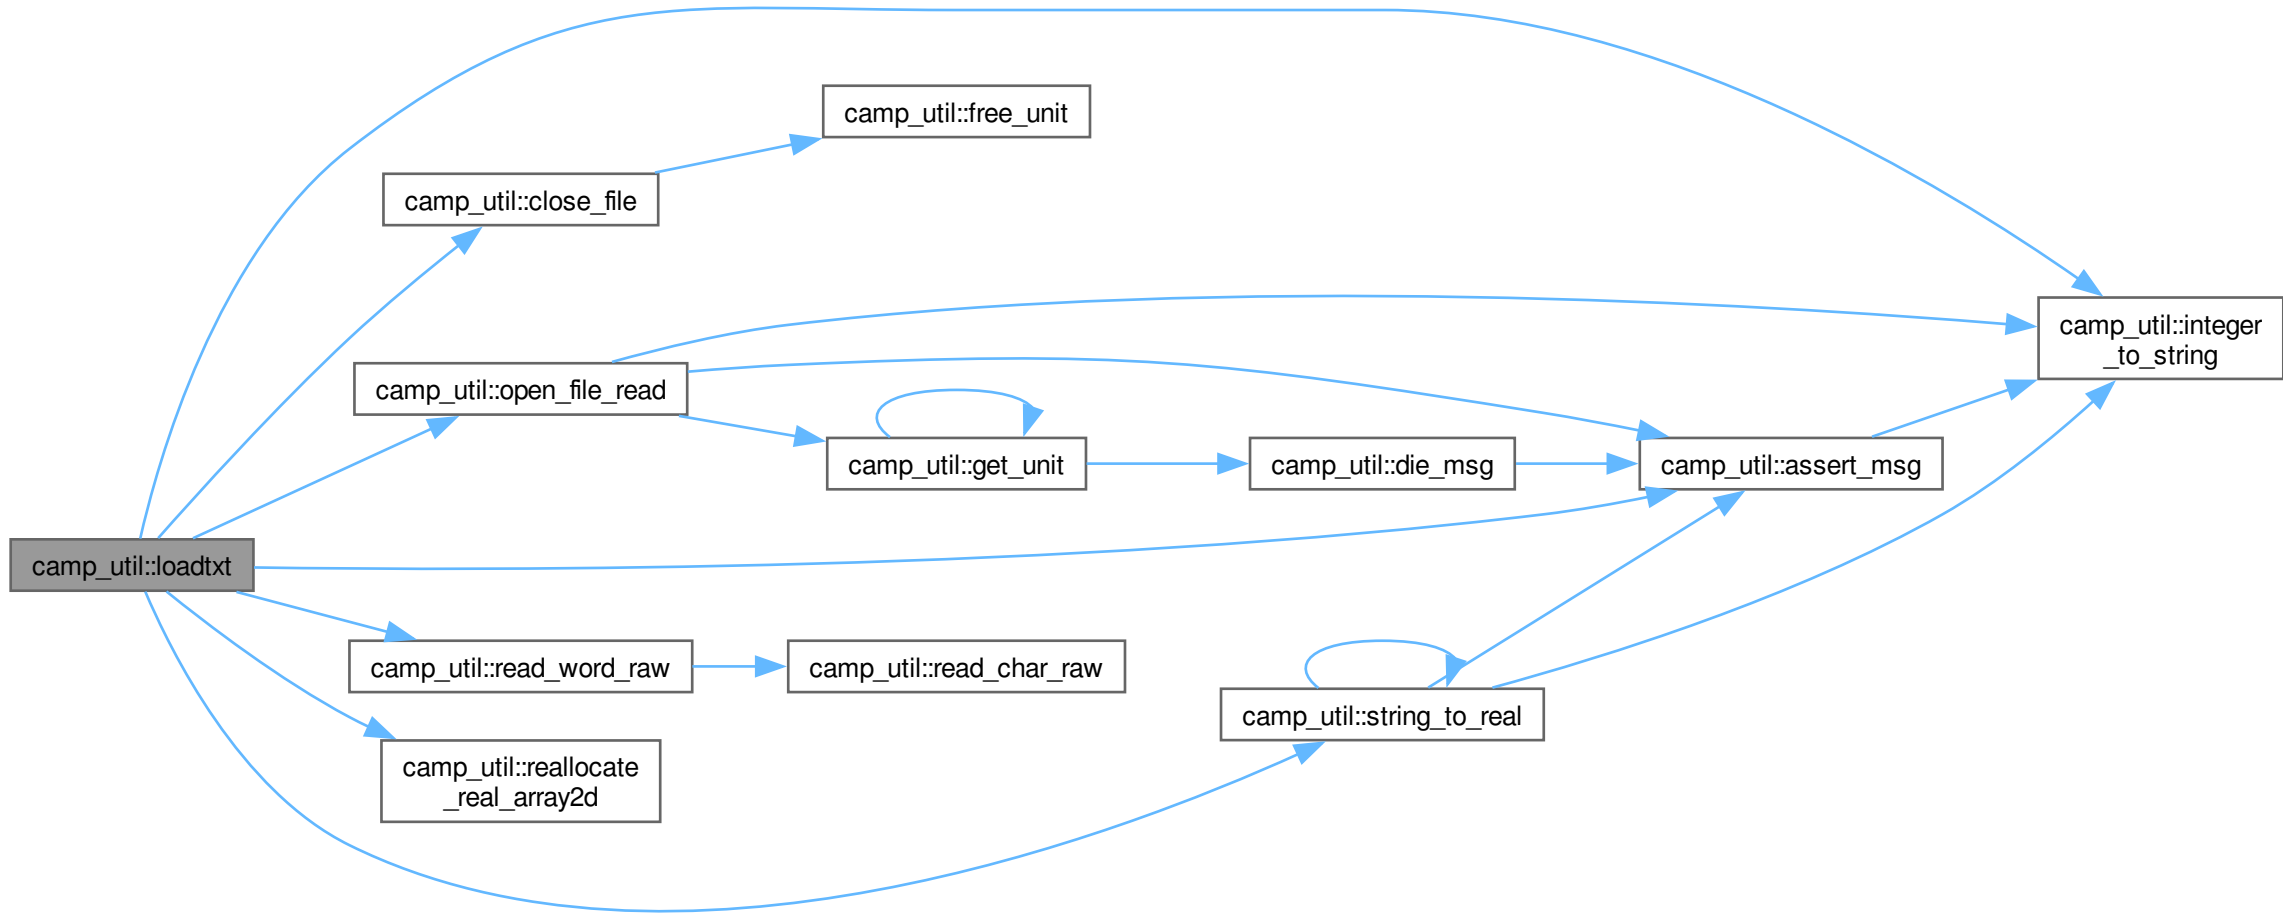 camp_util::free_unit
camp_util::close_file
camp_util::integer
_to_string
camp_util::open_file_read
camp_util::get_unit
camp_util::die_msg
camp_util::assert_msg
camp_util::loadtxt
camp_util::read_word_raw
camp_util::read_char_raw
camp_util::string_to_real
camp_util::reallocate
_real_array2d